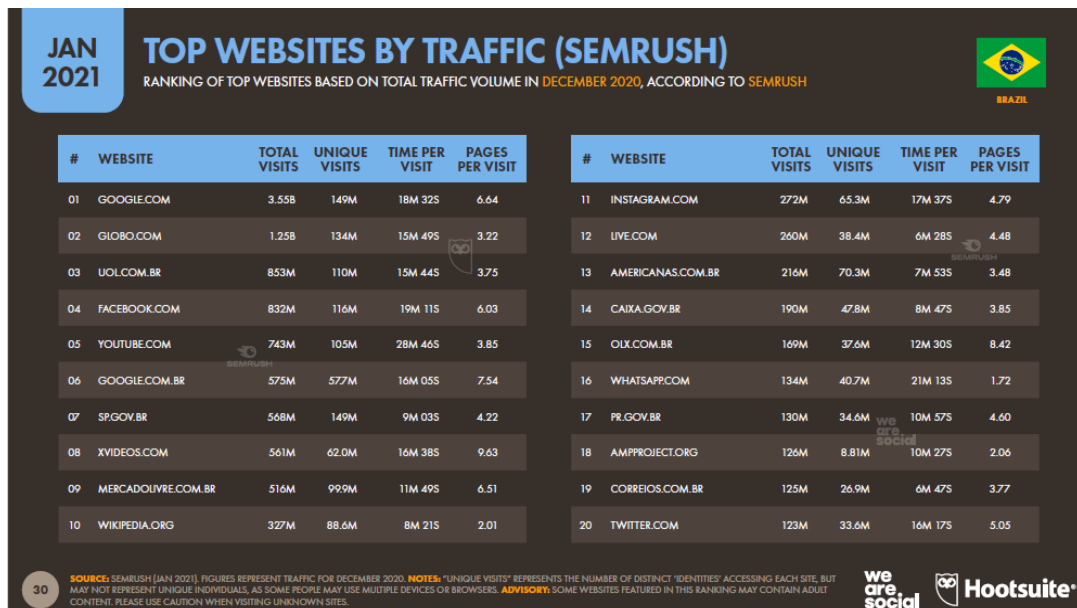 JAN
2021
TOP WEBSITES BY TRAFFIC (SEMRUSH)
RANKING OF TOP WEBSITES BASED ON TOTAL TRAFFIC VOLUME IN DECEMBER 2020, ACCORDING TO SEMRUSH
BRAZIL
# WEBSITE TOTAL VISITS UNIQUE VISITS TIME PER VISIT PAGES PER VISIT
01 GOOGLE.COM 3.55B 149M 18M 32S 6.64
02 GLOBO.COM 1.25B 134M 15M 49S 3.22
03 UOL.COM.BR 853M 110M 15M 44S 3.75
04 FACEBOOK.COM 832M 116M 19M 11S 6.03
05 YOUTUBE.COM 743M 105M 28M 46S 3.85
SEMRUSH
06 GOOGLE.COM.BR 575M 577M 16M 05S 7.54
07 SP.GOV.BR 568M 149M 9M 03S 4.22
08 XVIDEOS.COM 561M 62.0M 16M 38S 9.63
09 MERCADOLIVRE.COM.BR 516M 99.9M 11M 49S 6.51
10 WIKIPEDIA.ORG 327M 88.6M 8M 21S 2.01
# WEBSITE TOTAL VISITS UNIQUE VISITS TIME PER VISIT PAGES PER VISIT
11 INSTAGRAM.COM 272M 65.3M 17M 37S 4.79
12 LIVE.COM 260M 38.4M 6M 28S 4.48
SEMRUSH
13 AMERICANAS.COM.BR 216M 70.3M 7M 53S 3.48
14 CAIXA.GOV.BR 190M 47.8M 8M 47S 3.85
15 OLX.COM.BR 169M 37.6M 12M 30S 8.42
16 WHATSAPP.COM 134M 40.7M 21M 13S 1.72
17 PR.GOV.BR 130M 34.6M 10M 57S 4.60
we
are
social
18 AMPPROJECT.ORG 126M 8.81M 10M 27S 2.06
19 CORREIOS.COM.BR 125M 26.9M 6M 47S 3.77
20 TWITTER.COM 123M 33.6M 16M 17S 5.05
30
SOURCE: SEMRUSH (JAN 2021). FIGURES REPRESENT TRAFFIC FOR DECEMBER 2020. NOTES: "UNIQUE VISITS" REPRESENTS THE NUMBER OF DISTINCT 'IDENTITIES' ACCESSING EACH SITE, BUT
MAY NOT REPRESENT UNIQUE INDIVIDUALS, AS SOME PEOPLE MAY USE MULTIPLE DEVICES OR BROWSERS. ADVISORY: SOME WEBSITES FEATURED IN THIS RANKING MAY CONTAIN ADULT
CONTENT. PLEASE USE CAUTION WHEN VISITING UNKNOWN SITES.
we
are
social
Hootsuite®